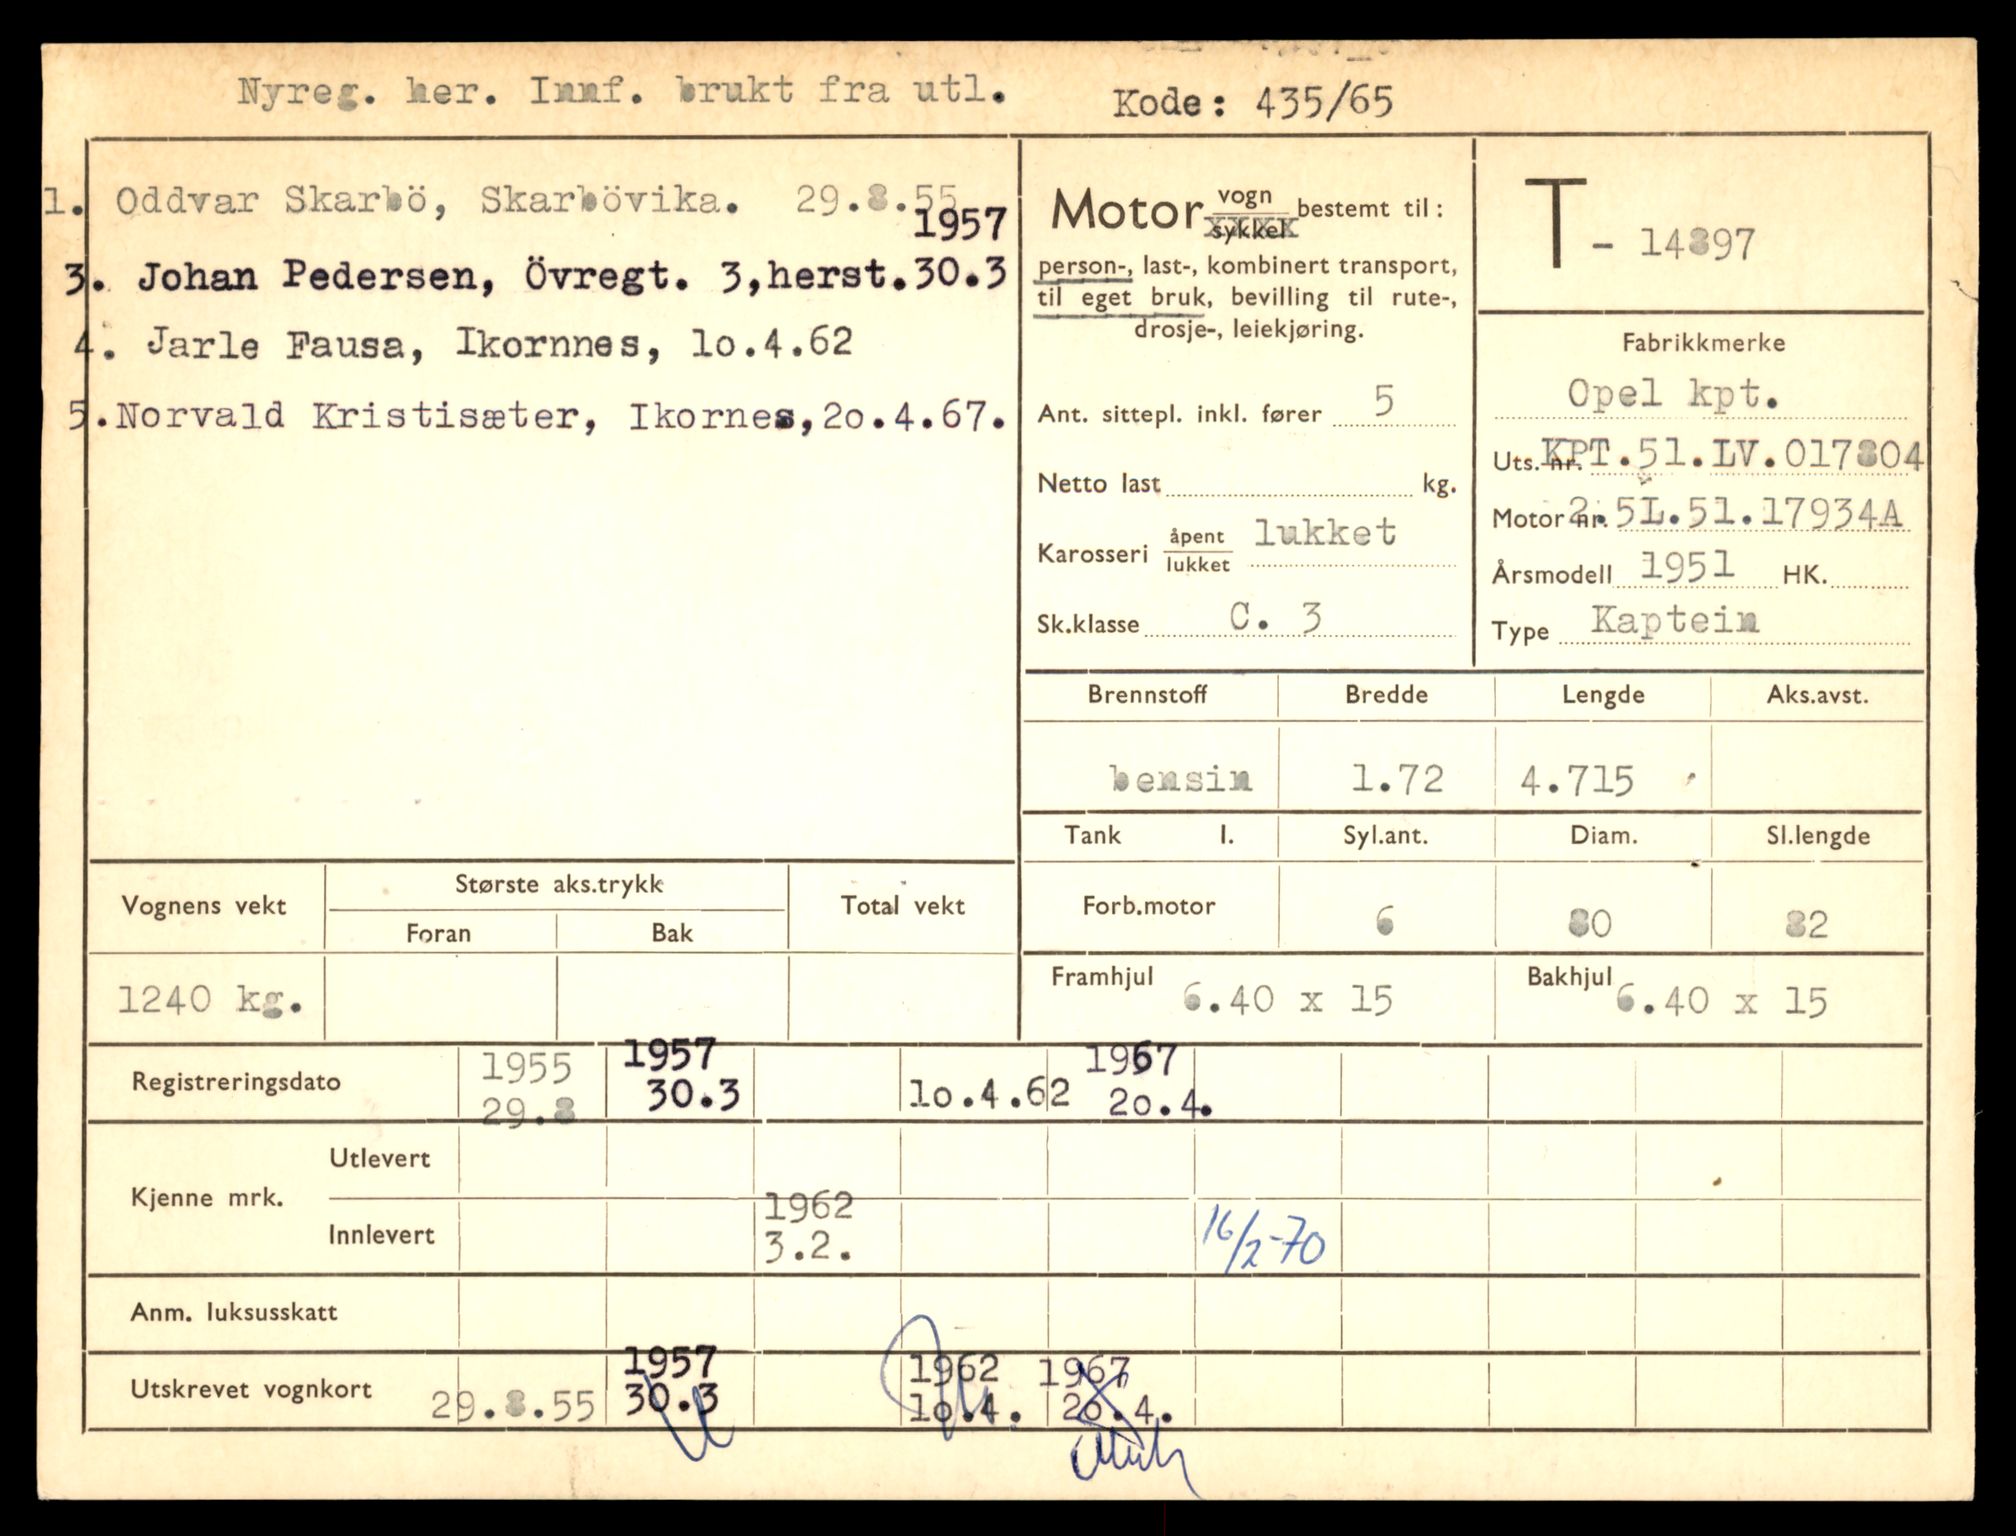 Nyreg. her. Innf. brukt fra utl.
Kode: 435/65
1. Oddvar Skarbö, Skarbövika. 29.8.55
1957
3. Johan Pedersen, Övregt. 3,herst.30.3
4. Jarle Fausa, Ikornnes, lo.4.62
5.Norvald Kristisæter, Ikornes,2o.4.67.
Motor vogn bestemt til:
sykkel
person-, last-, kombinert transport,
til eget bruk, bevilling til rute-,
drosje-, leiekjøring.
Ant. sittepl. inkl. fører 5
Netto last kg.
Karosseri åpent lukket
lukket
Sk.klasse C. 3
T - 14897
Fabrikkmerke
Opel kpt.
Uts. nr. KPT.51.LV.017804
Motor nr. 2.5L.51.17934A
Årsmodell 1951 HK.
Type Kaptein
Brennstoff Bredde Lengde Aks.avst.
bensin 1.72 4.715
Tank l. Syl.ant. Diam. Sl.lengde
Forb.motor 6 80 82
Framhjul 6.40 x 15 Bakhjul 6.40 x 15
Vognens vekt Største aks.trykk Total vekt
Foran Bak
1240 kg.
Registreringsdato 1955 1957 1967
29.8 30.3 lo.4.62 2o.4.
Utlevert
Kjenne mrk.
1962
Innlevert 3.2. 16/2-70
Anm. luksusskatt
1957 1962 1967
Utskrevet vognkort 29.8.55 30.3 lo.4. 2o.4.